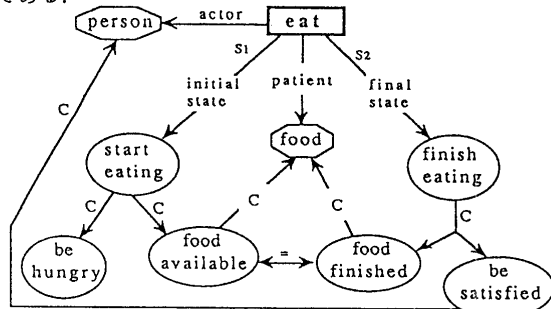 person
actor
eat
S1
S2
initial
state
patient
final
state
C
food
start
eating
finish
eating
C
C
C
C
C
be
hungry
food
available
=
food
finished
be
satisfied